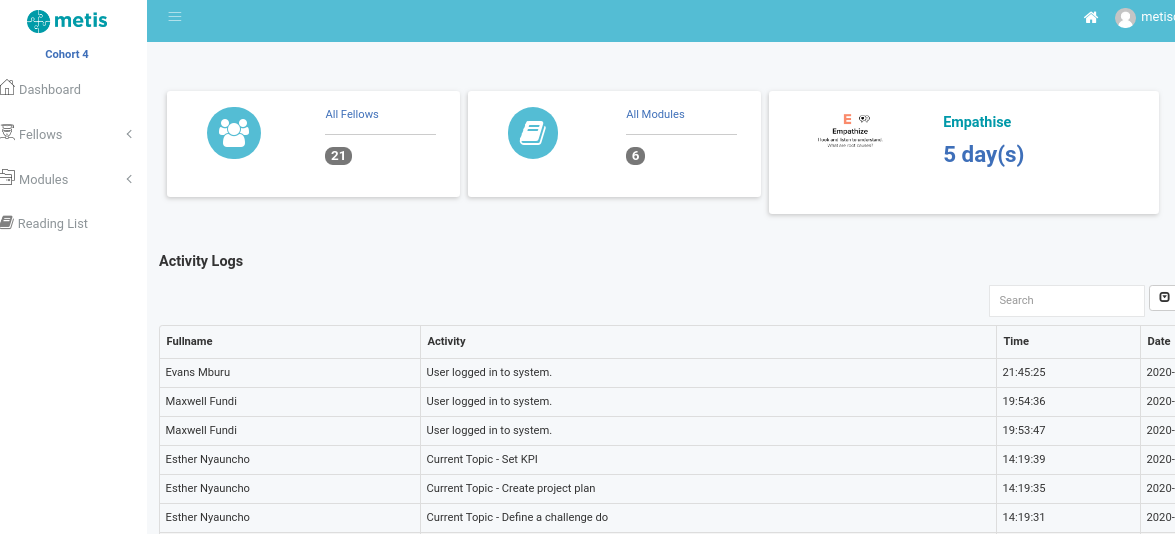 metis
metis
Cohort 4
Dashboard
Fellows
Modules
Reading List
All Fellows
21
All Modules
6
E
Empathize
What are root causes?
Empathise
5 day(s)
Activity Logs
Search
Fullname Activity Time Date
Evans Mburu User logged in to system. 21:45:25 2020-
Maxwell Fundi User logged in to system. 19:54:36 2020-
Maxwell Fundi User logged in to system. 19:53:47 2020-
Esther Nyauncho Current Topic - Set KPI 14:19:39 2020-
Esther Nyauncho Current Topic - Create project plan 14:19:35 2020-
Esther Nyauncho Current Topic - Define a challenge do 14:19:31 2020-